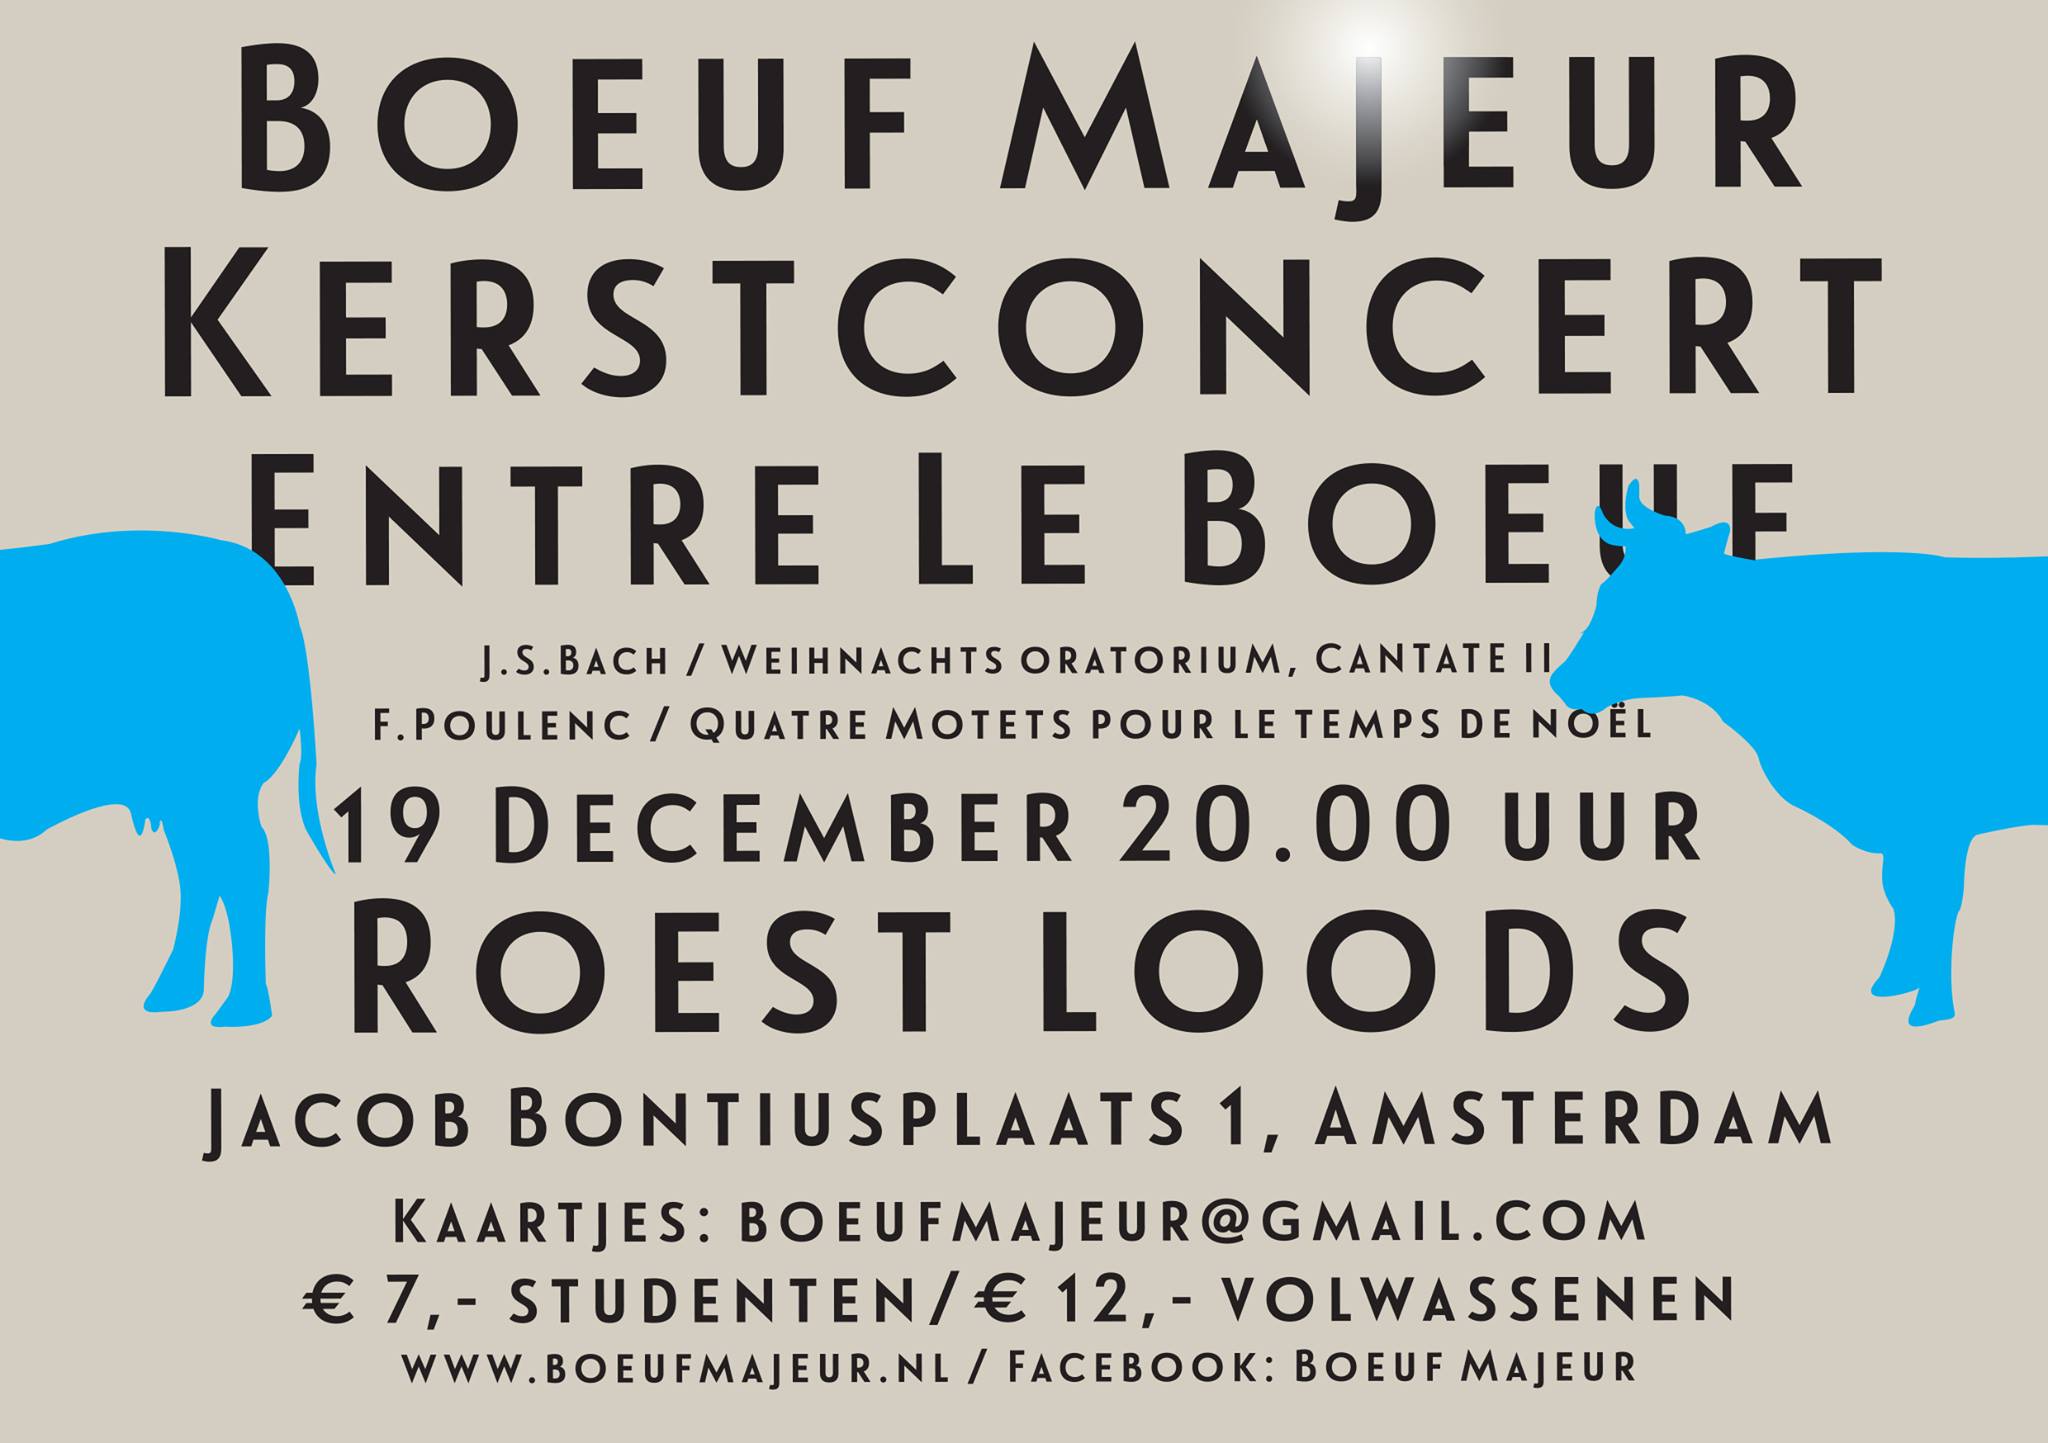 Boeuf Majeur
Kerstconcert
Entre Le Boeuf
J.S.Bach / Weihnachts oratorium, cantate II
F.Poulenc / Quatre Motets pour le temps de noël
19 December 20.00 uur
Roest loods
Jacob Bontiusplaats 1, Amsterdam
Kaartjes: boeufmajeur@gmail.com
€ 7,- studenten/€ 12,- volwassenen
www.boeufmajeur.nl / Facebook: Boeuf Majeur